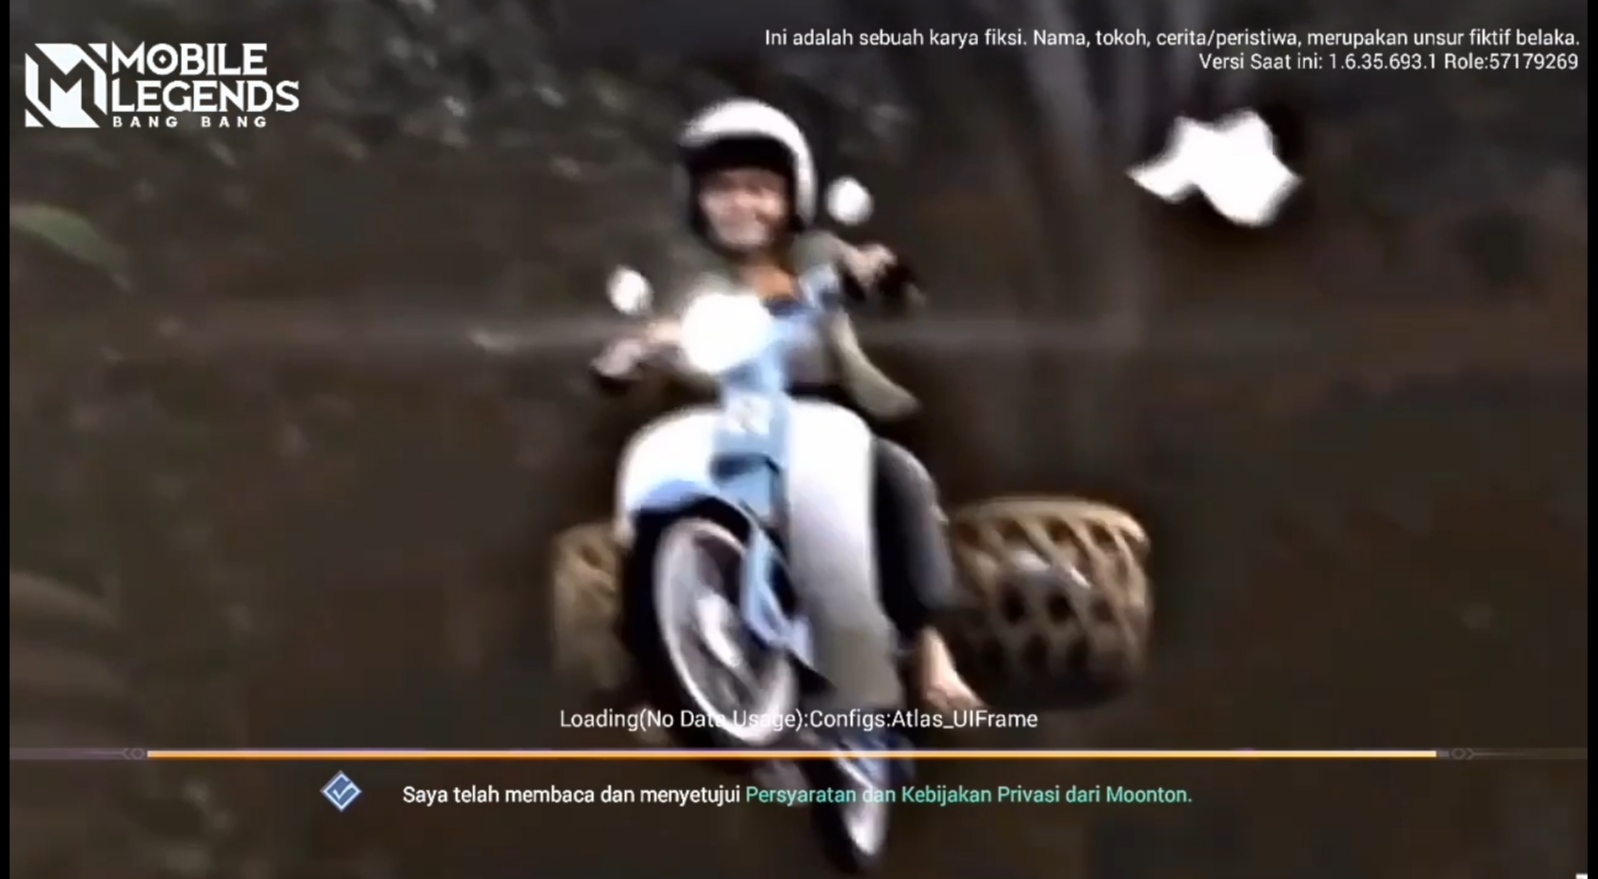 MOBILE
LEGENDS
BANG BANG
Ini adalah sebuah karya fiksi. Nama, tokoh, cerita/peristiwa, merupakan unsur fiktif belaka.
Versi Saat ini: 1.6.35.693.1 Role:57179269
Loading(No Data Usage):Configs:Atlas_UIFrame
Saya telah membaca dan menyetujui Persyaratan dan Kebijakan Privasi dari Moonton.